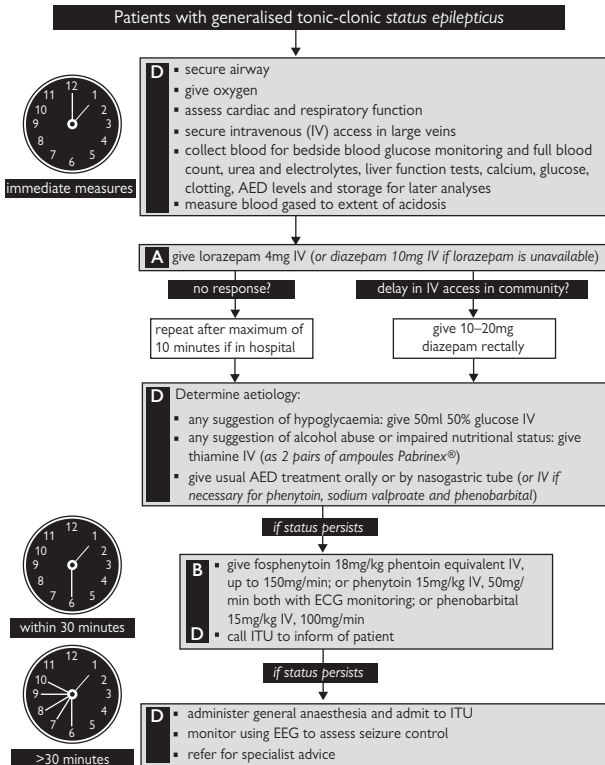 Patients with generalised tonic-clonic status epilepticus
12
11 1
10 2
9 3
8 4
7 5
6
immediate measures
D
▪ secure airway
▪ give oxygen
▪ assess cardiac and respiratory function
▪ secure intravenous (IV) access in large veins
▪ collect blood for bedside blood glucose monitoring and full blood
count, urea and electrolytes, liver function tests, calcium, glucose,
clotting, AED levels and storage for later analyses
▪ measure blood gased to extent of acidosis
A give lorazepam 4mg IV (or diazepam 10mg IV if lorazepam is unavailable)
no response?
delay in IV access in community?
repeat after maximum of
10 minutes if in hospital
give 10–20mg
diazepam rectally
D Determine aetiology:
▪ any suggestion of hypoglycaemia: give 50ml 50% glucose IV
▪ any suggestion of alcohol abuse or impaired nutritional status: give
thiamine IV (as 2 pairs of ampoules Pabrinex®)
▪ give usual AED treatment orally or by nasogastric tube (or IV if
necessary for phenytoin, sodium valproate and phenobarbital)
if status persists
12
11 1
10 2
9 3
8 4
7 5
6
within 30 minutes
B
▪ give fosphenytoin 18mg/kg phentoin equivalent IV,
up to 150mg/min; or phenytoin 15mg/kg IV, 50mg/
min both with ECG monitoring; or phenobarbital
15mg/kg IV, 100mg/min
D ▪ call ITU to inform of patient
if status persists
12
11 1
10 2
9 3
8 4
7 5
6
>30 minutes
D ▪ administer general anaesthesia and admit to ITU
▪ monitor using EEG to assess seizure control
▪ refer for specialist advice